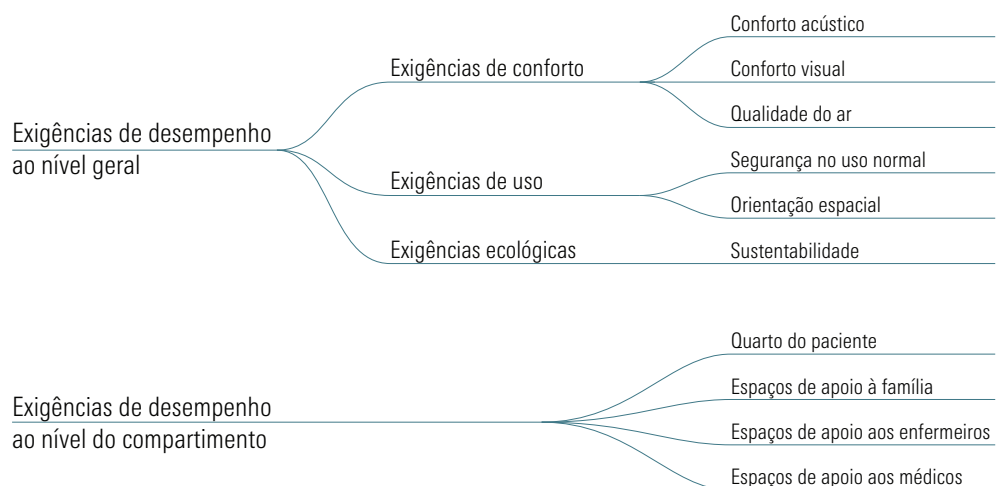 Conforto acústico
Exigências de conforto
Conforto visual
Qualidade do ar
Exigências de desempenho
ao nível geral
Segurança no uso normal
Exigências de uso
Orientação espacial
Exigências ecológicas
Sustentabilidade
Quarto do paciente
Espaços de apoio à família
Exigências de desempenho
ao nível do compartimento
Espaços de apoio aos enfermeiros
Espaços de apoio aos médicos